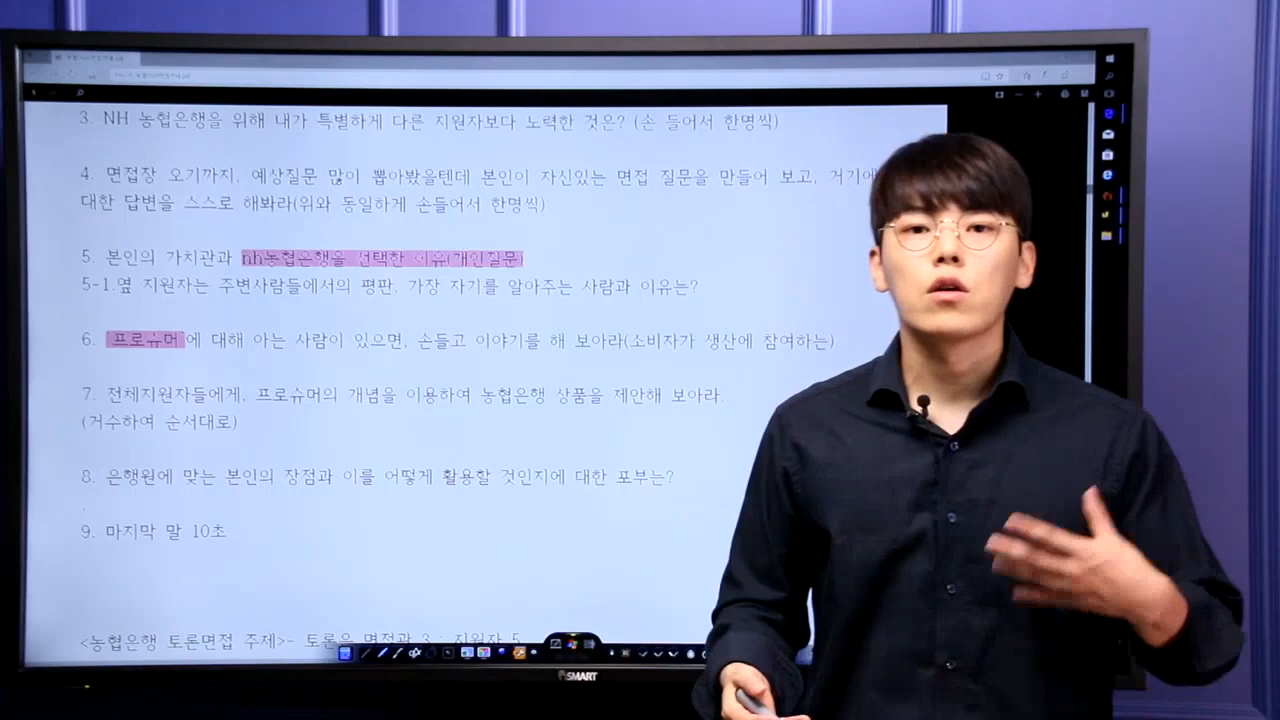 3. NH 농협은행을 위해 내가 특별하게 다른 지원자보다 노력한 것은? (손 들어서 한명씩)
4. 면접장 오기까지, 예상질문 많이 뽑아봤을텐데 본인이 자신있는 면접 질문을 만들어 보고, 거기에
대한 답변을 스스로 해봐라(위와 동일하게 손들어서 한명씩)
5. 본인의 가치관과 nh농협은행을 선택한 이유(개인질문)
5-1.옆 지원자는 주변사람들에서의 평판, 가장 자기를 알아주는 사람과 이유는?
6. '프로슈머'에 대해 아는 사람이 있으면, 손들고 이야기를 해 보아라(소비자가 생산에 참여하는)
7. 전체지원자들에게, 프로슈머의 개념을 이용하여 농협은행 상품을 제안해 보아라.
(거수하여 순서대로)
8. 은행원에 맞는 본인의 장점과 이를 어떻게 활용할 것인지에 대한 포부는?
9. 마지막 말 10초
<농협은행 토론면접 주제>- 토론은 면접관 3 : 지원자 5
SMART